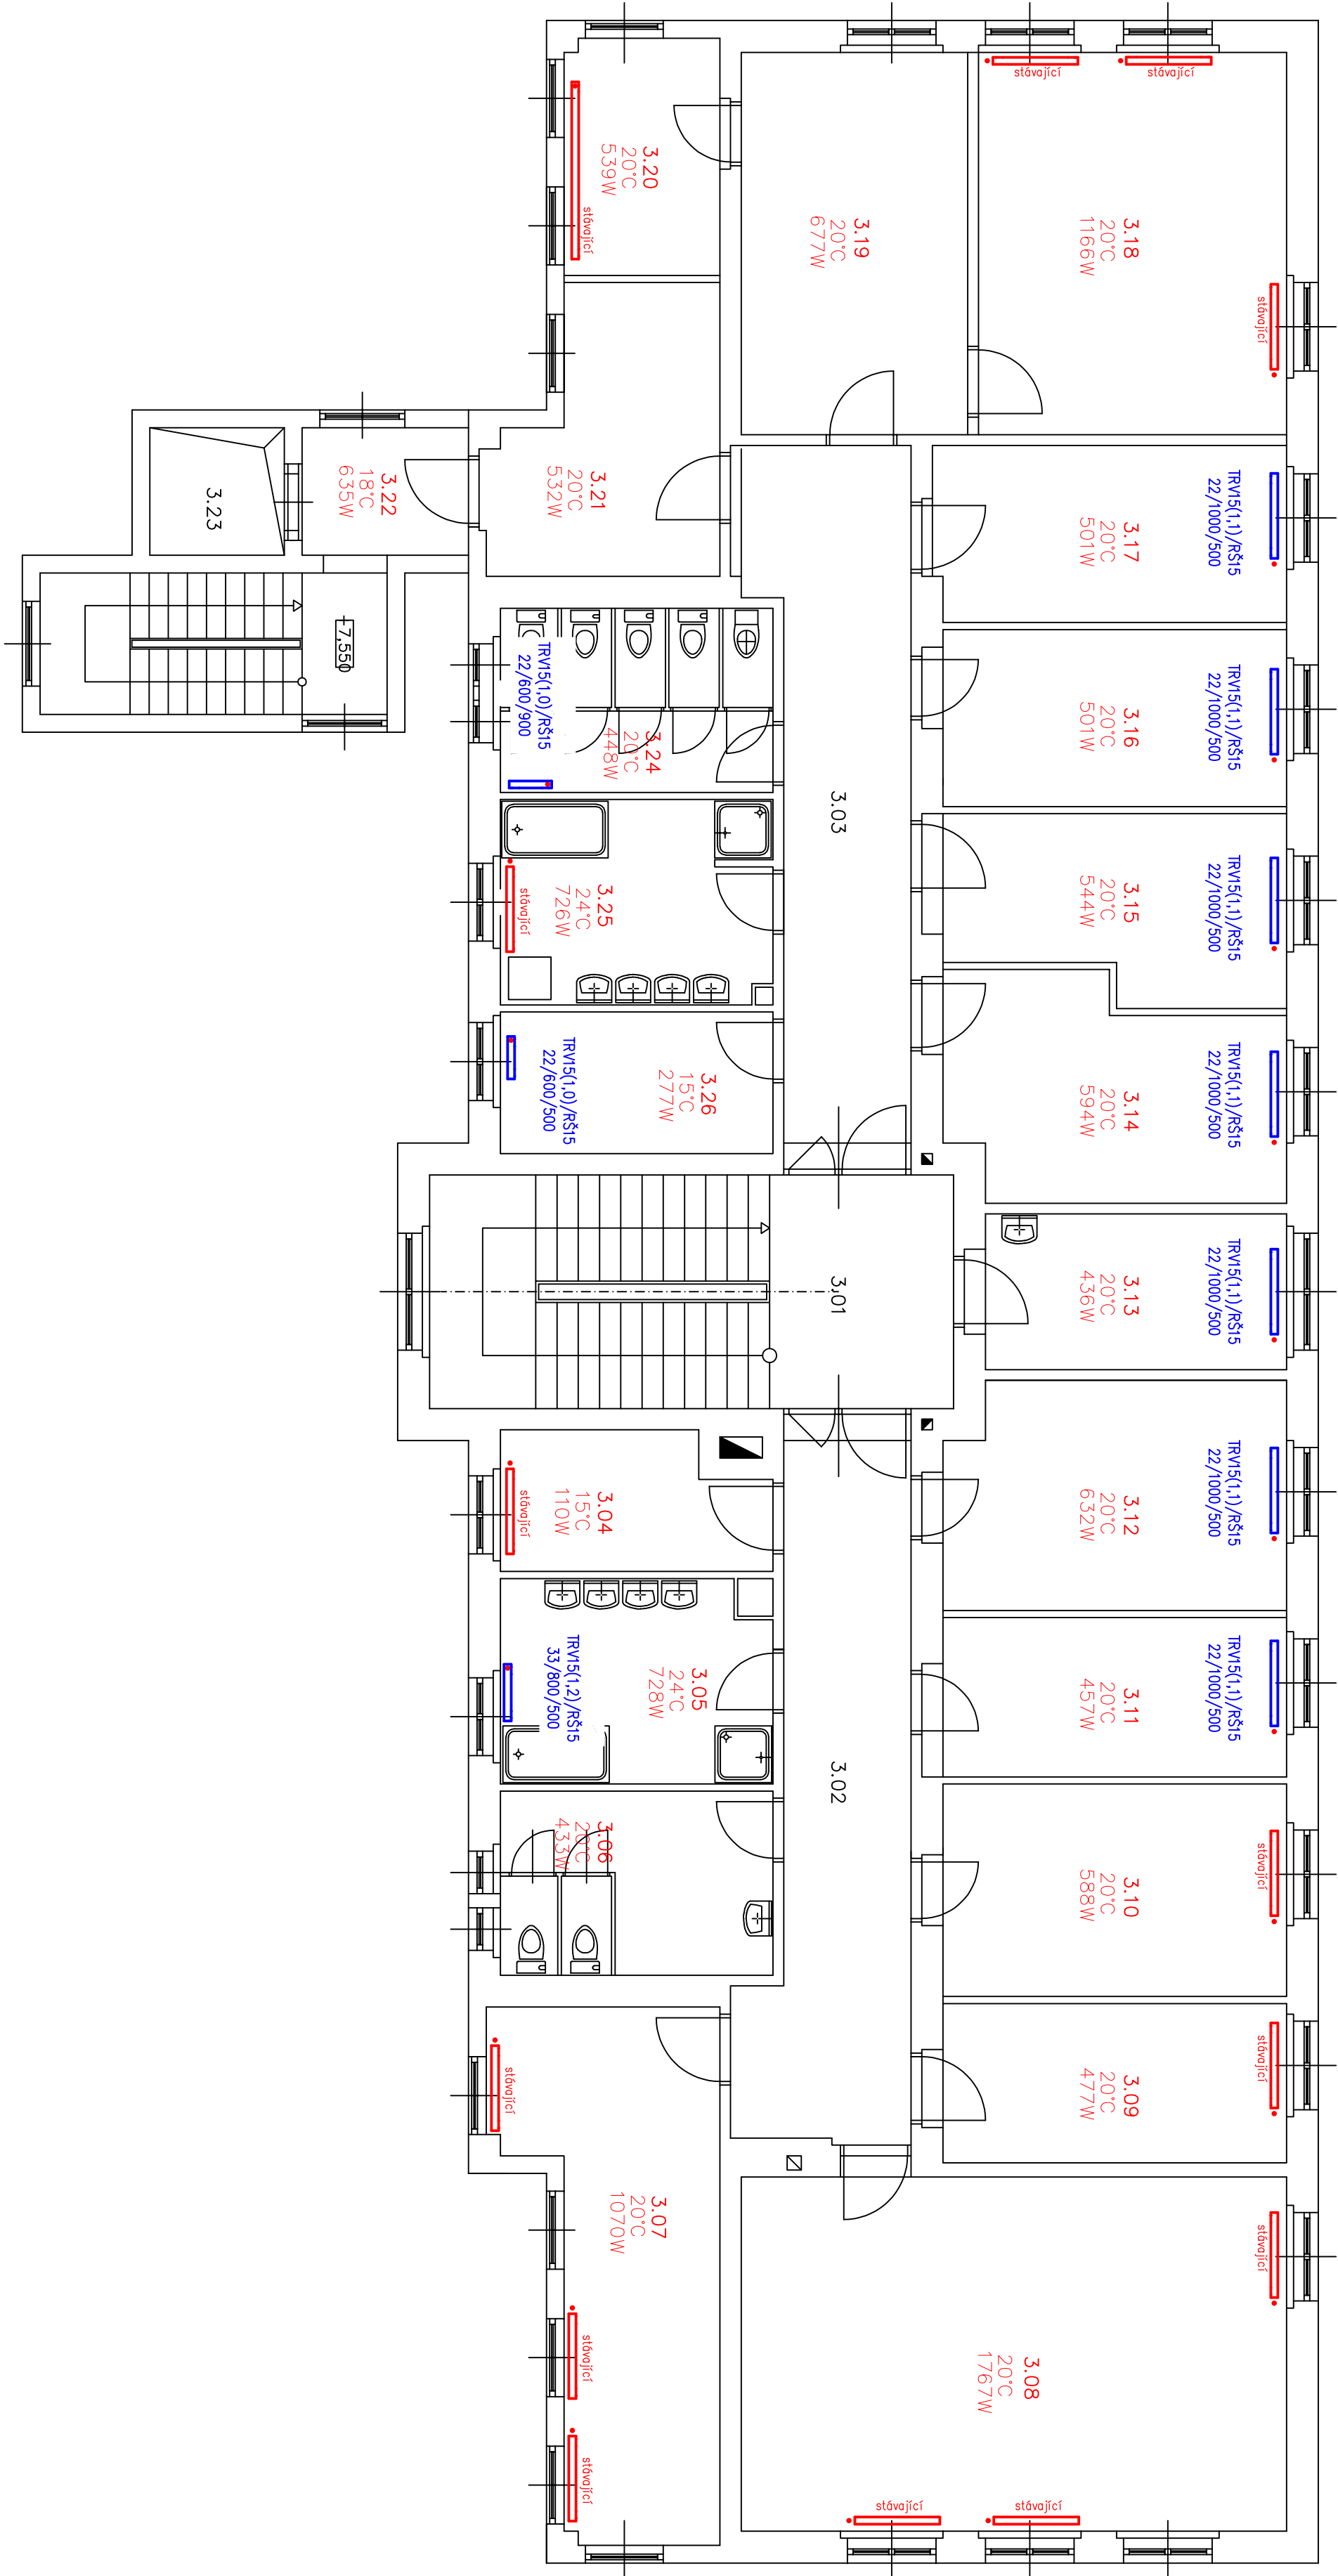 stávající
stávající
3.20
20°C
539W
stávající
3.19
20°C
677W
3.18
20°C
1166W
stávající
3.23
3.22
18°C
635W
3.21
20°C
532W
3.17
20°C
501W
TRV15(1,1)/RŠ15
22/1000/500
+7,550
TRV15(1,0)/RŠ15
22/600/900
3.24
20°C
448W
3.16
20°C
501W
TRV15(1,1)/RŠ15
22/1000/500
3.03
stávající
3.25
24°C
726W
3.15
20°C
544W
TRV15(1,1)/RŠ15
22/1000/500
TRV15(1,0)/RŠ15
22/600/500
3.26
15°C
277W
3.14
20°C
594W
TRV15(1,1)/RŠ15
22/1000/500
3.01
3.13
20°C
436W
TRV15(1,1)/RŠ15
22/1000/500
stávající
3.04
15°C
110W
3.12
20°C
632W
TRV15(1,1)/RŠ15
22/1000/500
TRV15(1,2)/RŠ15
33/800/500
3.05
24°C
728W
3.11
20°C
457W
TRV15(1,1)/RŠ15
22/1000/500
3.02
3.06
20°C
433W
3.10
20°C
588W
stávající
stávající
3.09
20°C
477W
stávající
3.07
20°C
1070W
stávající
stávající
3.08
20°C
1767W
stávající
stávající
stávající